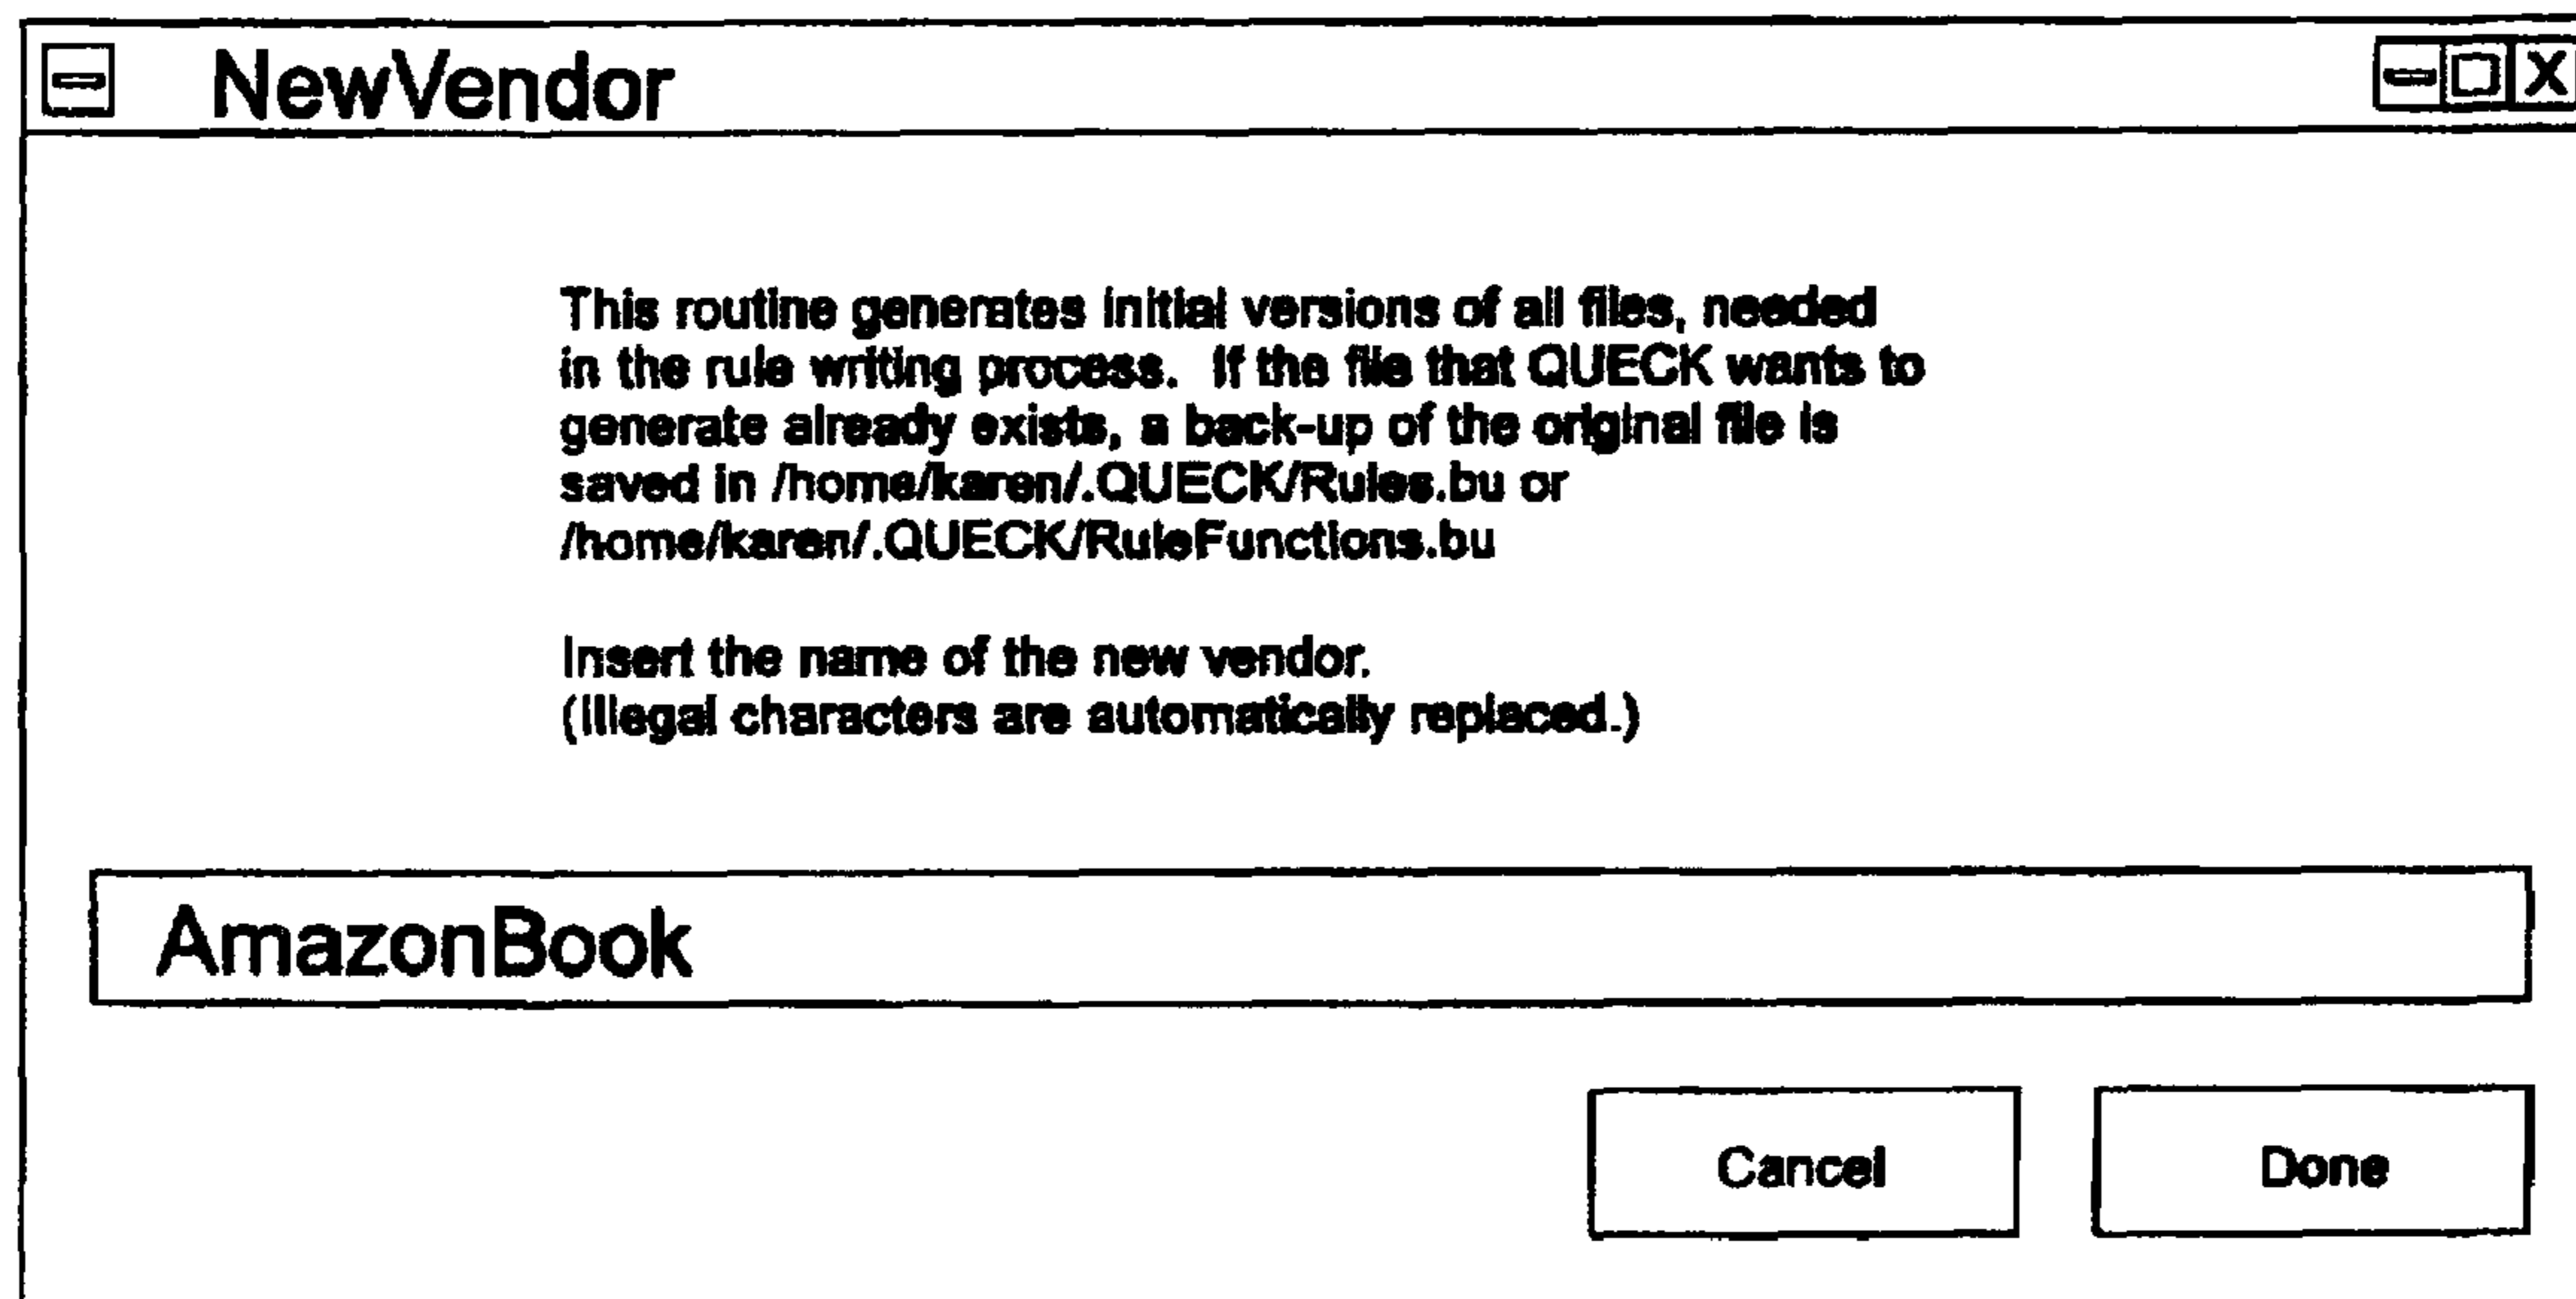 NewVendor
This routine generates initial versions of all files, needed
in the rule writing process. If the file that QUECK wants to
generate already exists, a back-up of the original file is
saved in /home/karen/.QUECK/Rules.bu or
/home/karen/.QUECK/RuleFunctions.bu
Insert the name of the new vendor.
(Illegal characters are automatically replaced.)
AmazonBook
Cancel Done